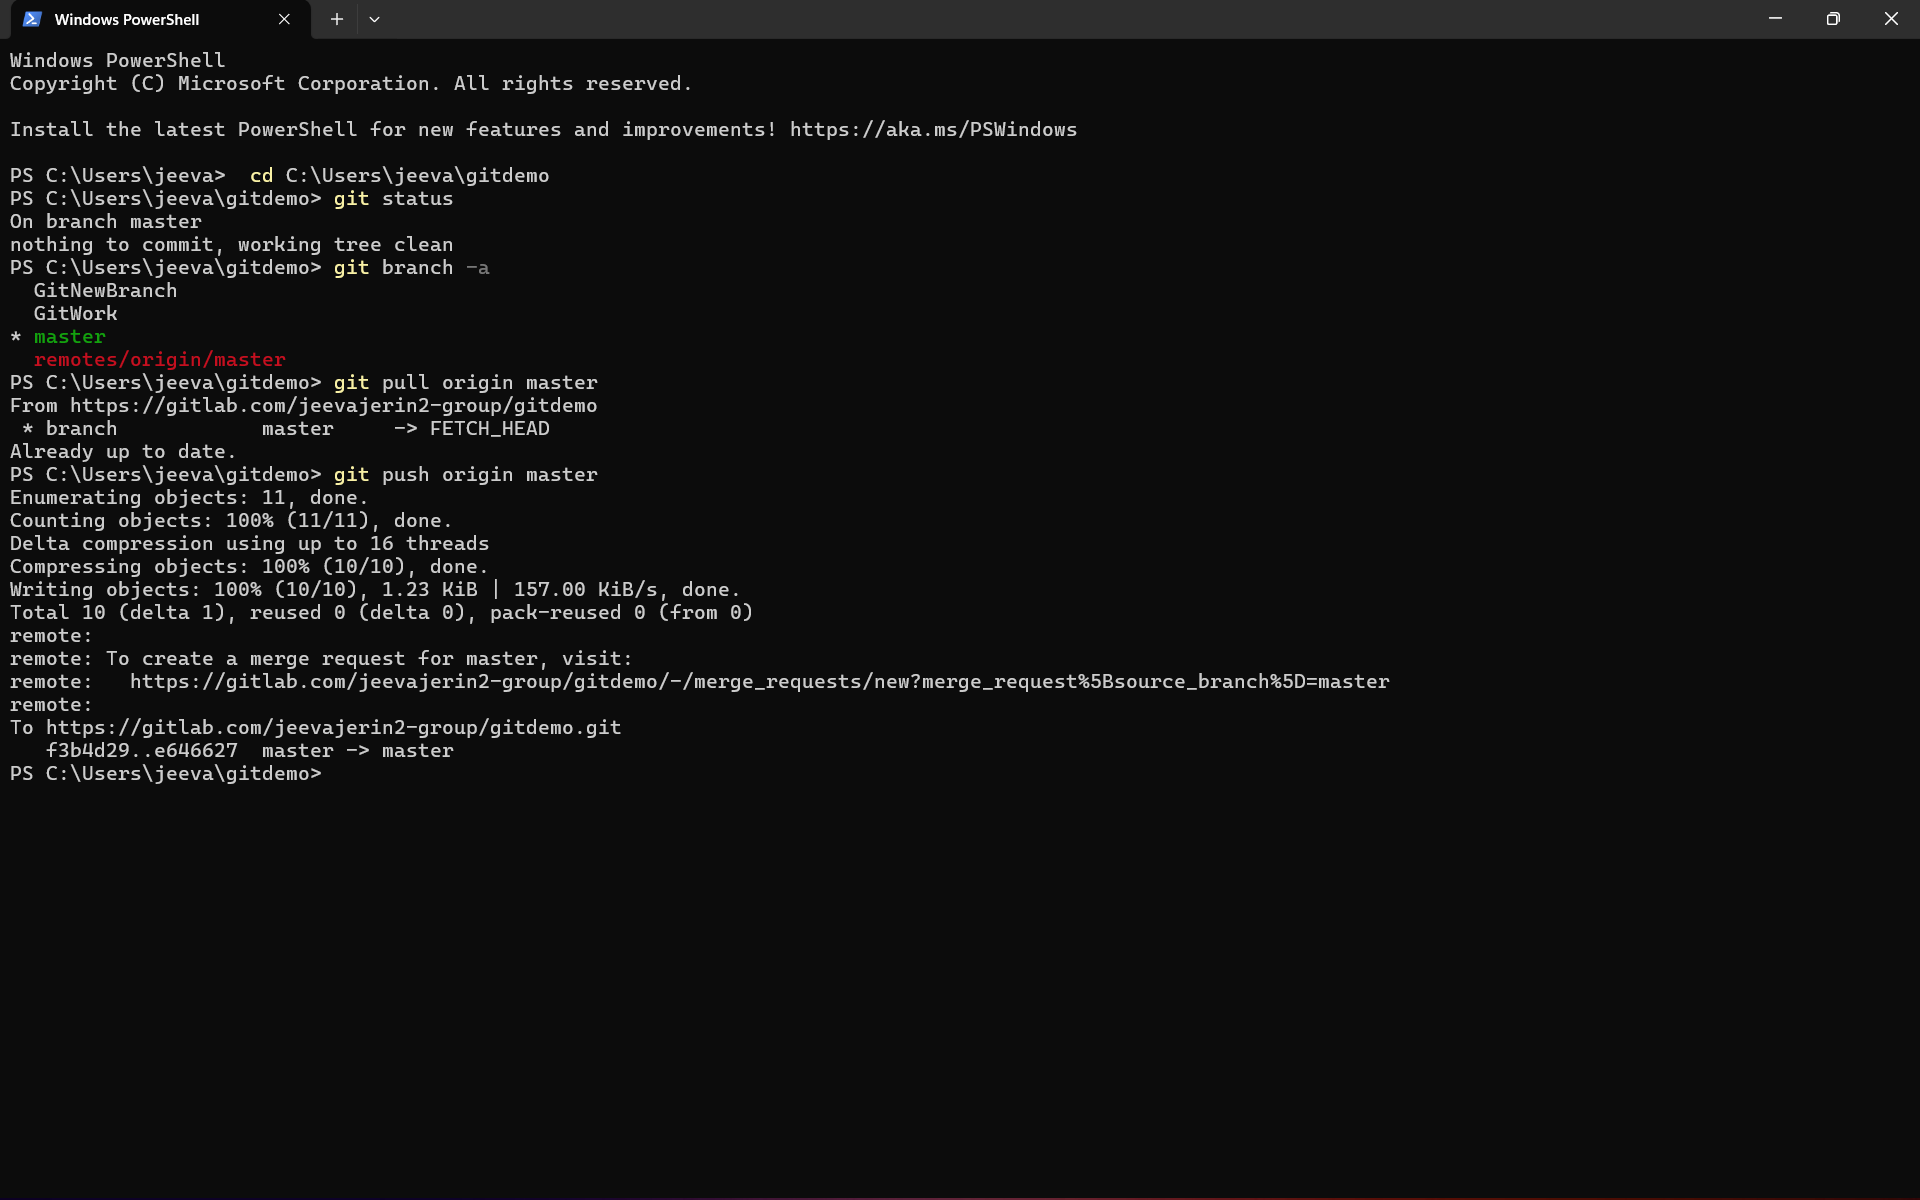 Windows PowerShell
Windows PowerShell
Copyright (C) Microsoft Corporation. All rights reserved.
Install the latest PowerShell for new features and improvements! https://aka.ms/PSWindows
PS C:\Users\jeeva>  cd C:\Users\jeeva\gitdemo
PS C:\Users\jeeva\gitdemo> git status
On branch master
nothing to commit, working tree clean
PS C:\Users\jeeva\gitdemo> git branch -a
  GitNewBranch
  GitWork
* master
  remotes/origin/master
PS C:\Users\jeeva\gitdemo> git pull origin master
From https://gitlab.com/jeevajerin2-group/gitdemo
 * branch            master     -> FETCH_HEAD
Already up to date.
PS C:\Users\jeeva\gitdemo> git push origin master
Enumerating objects: 11, done.
Counting objects: 100% (11/11), done.
Delta compression using up to 16 threads
Compressing objects: 100% (10/10), done.
Writing objects: 100% (10/10), 1.23 KiB | 157.00 KiB/s, done.
Total 10 (delta 1), reused 0 (delta 0), pack-reused 0 (from 0)
remote:
remote: To create a merge request for master, visit:
remote:   https://gitlab.com/jeevajerin2-group/gitdemo/-/merge_requests/new?merge_request%5Bsource_branch%5D=master
remote:
To https://gitlab.com/jeevajerin2-group/gitdemo.git
   f3b4d29..e646627  master -> master
PS C:\Users\jeeva\gitdemo>